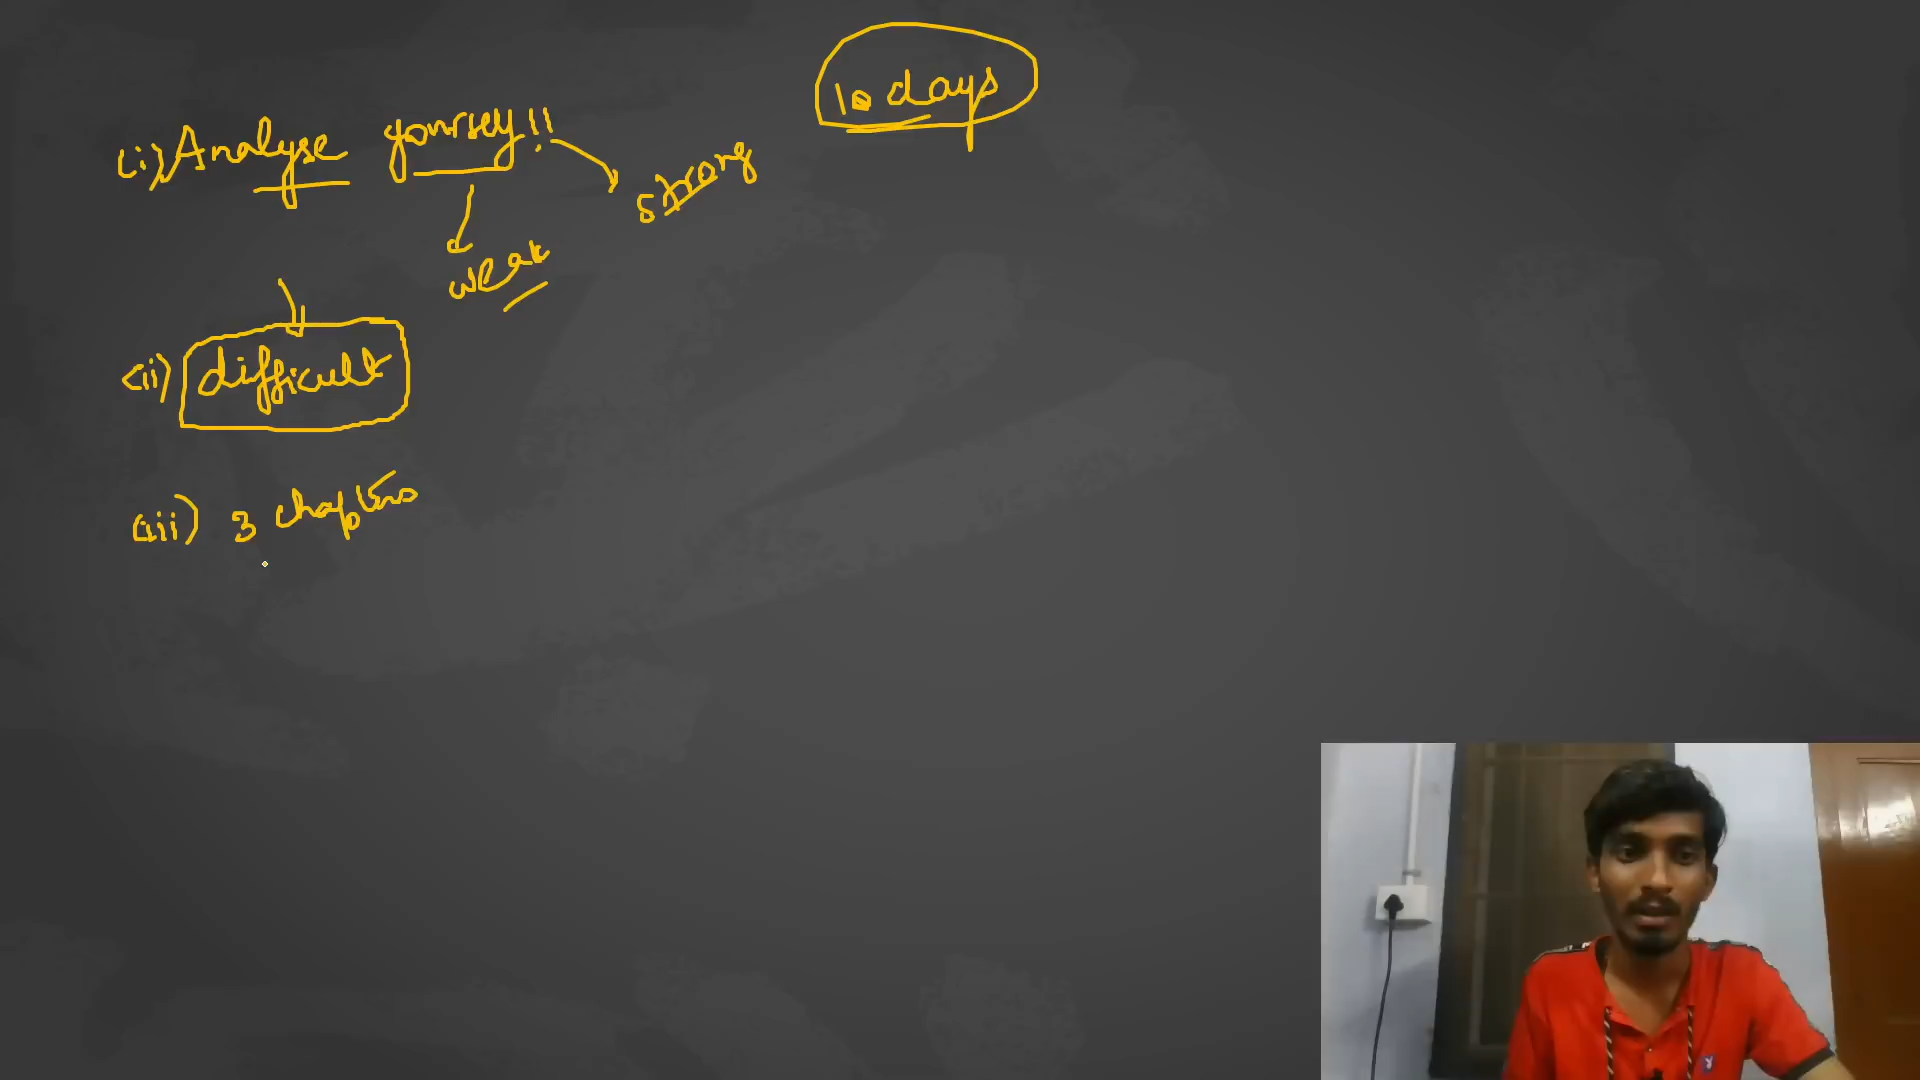 10 days
(i) Analyse yourself!!
strong
weak
(ii) difficult
(iii) 3 chapters